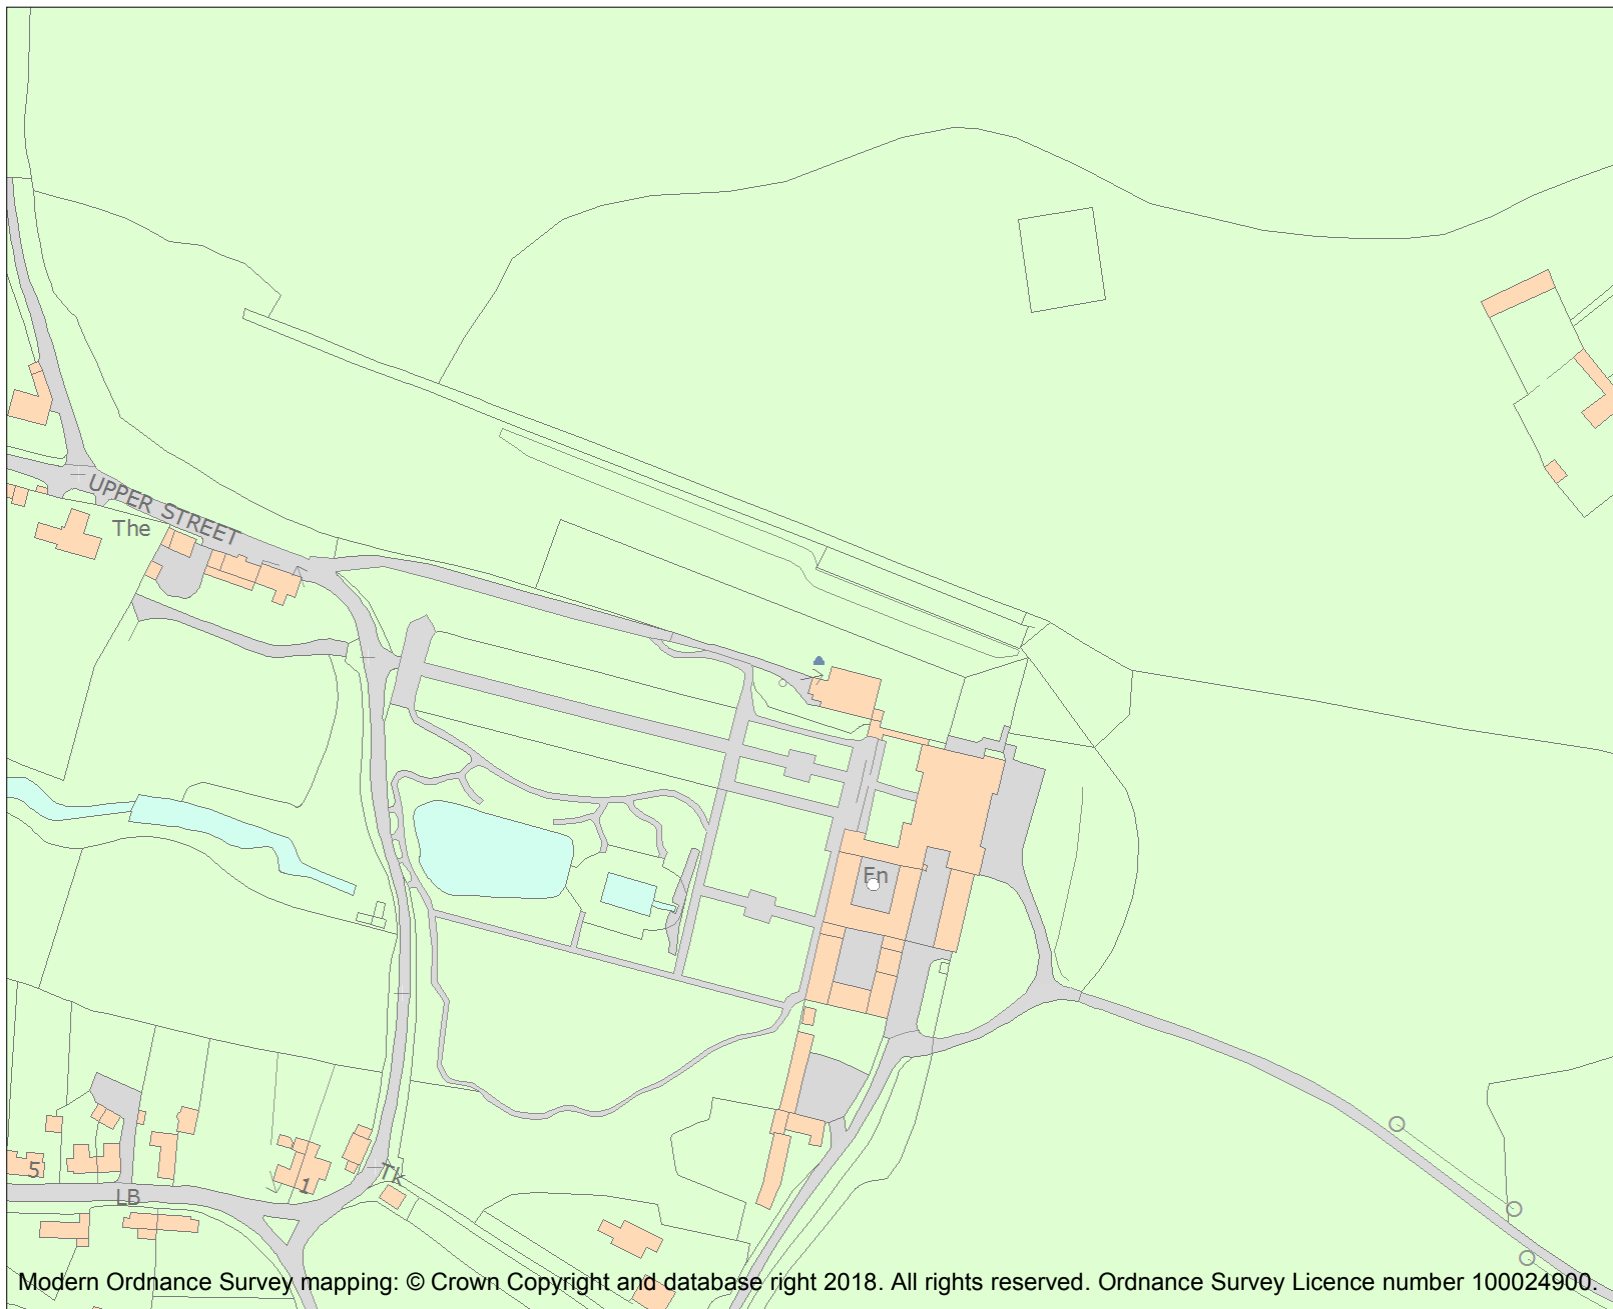 UPPER STREET
The
En
Tk
5
1
LB
Modern Ordnance Survey mapping: © Crown Copyright and database right 2018. All rights reserved. Ordnance Survey Licence number 100024900.